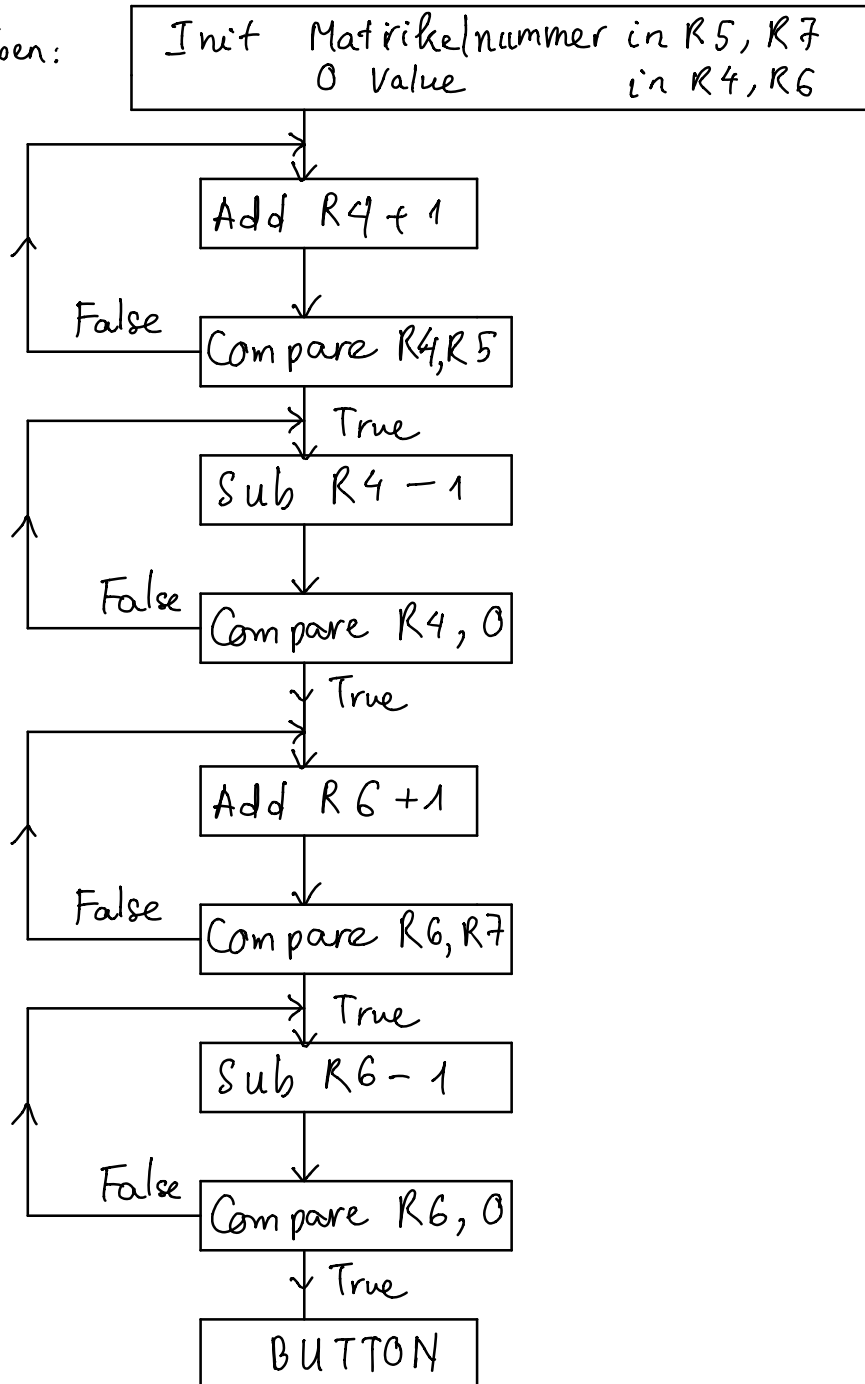 Init Matrikelnummer in R5, R7
0 Value in R4, R6
Add R4 + 1
False
Compare R4,R5
True
Sub R4 - 1
False
Compare R4, 0
True
Add R6 +1
False
Compare R6, R7
True
Sub R6 - 1
False
Compare R6, 0
True
BUTTON